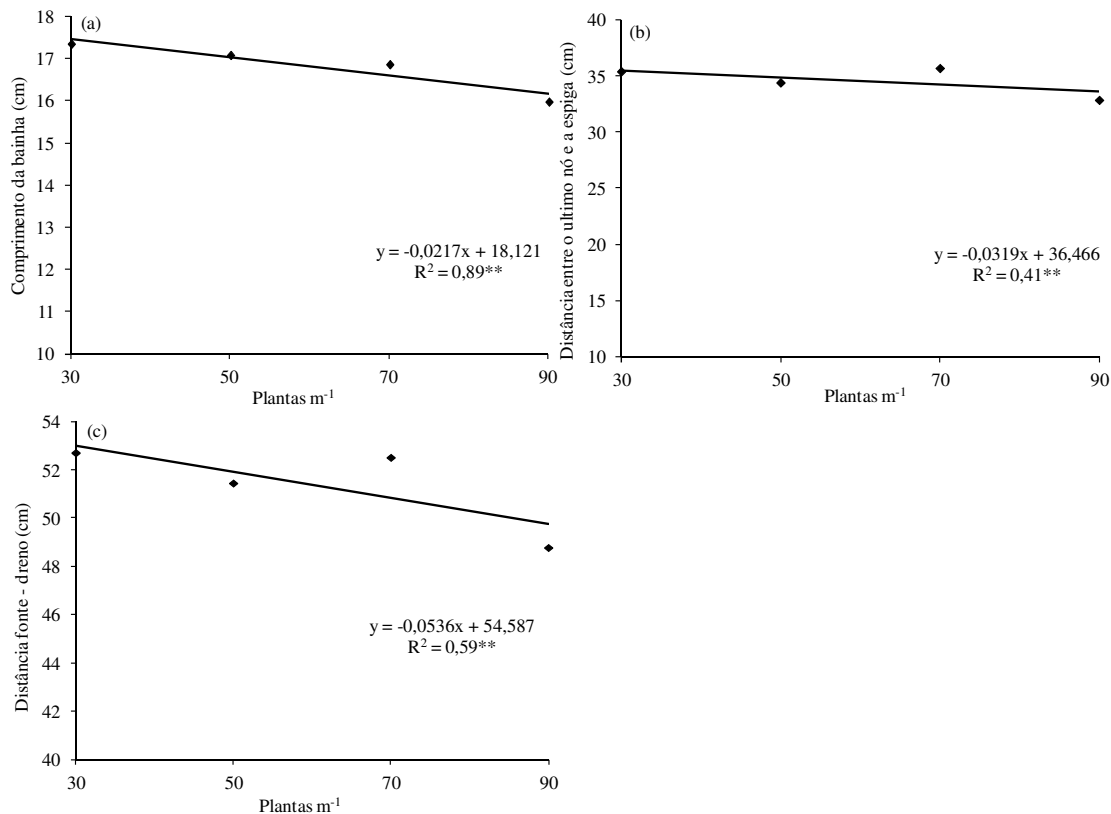 (a)
Comprimento da bainha (cm)
18
17
16
15
14
13
12
11
10
y = -0,0217x + 18,121
R² = 0,89**
30 50 70 90
Plantas m⁻¹
(b)
Distância entre o ultimo nó e a espiga (cm)
40
35
30
25
20
15
10
y = -0,0319x + 36,466
R² = 0,41**
30 50 70 90
Plantas m⁻¹
(c)
Distância fonte - dreno (cm)
54
52
50
48
46
44
42
40
y = -0,0536x + 54,587
R² = 0,59**
30 50 70 90
Plantas m⁻¹